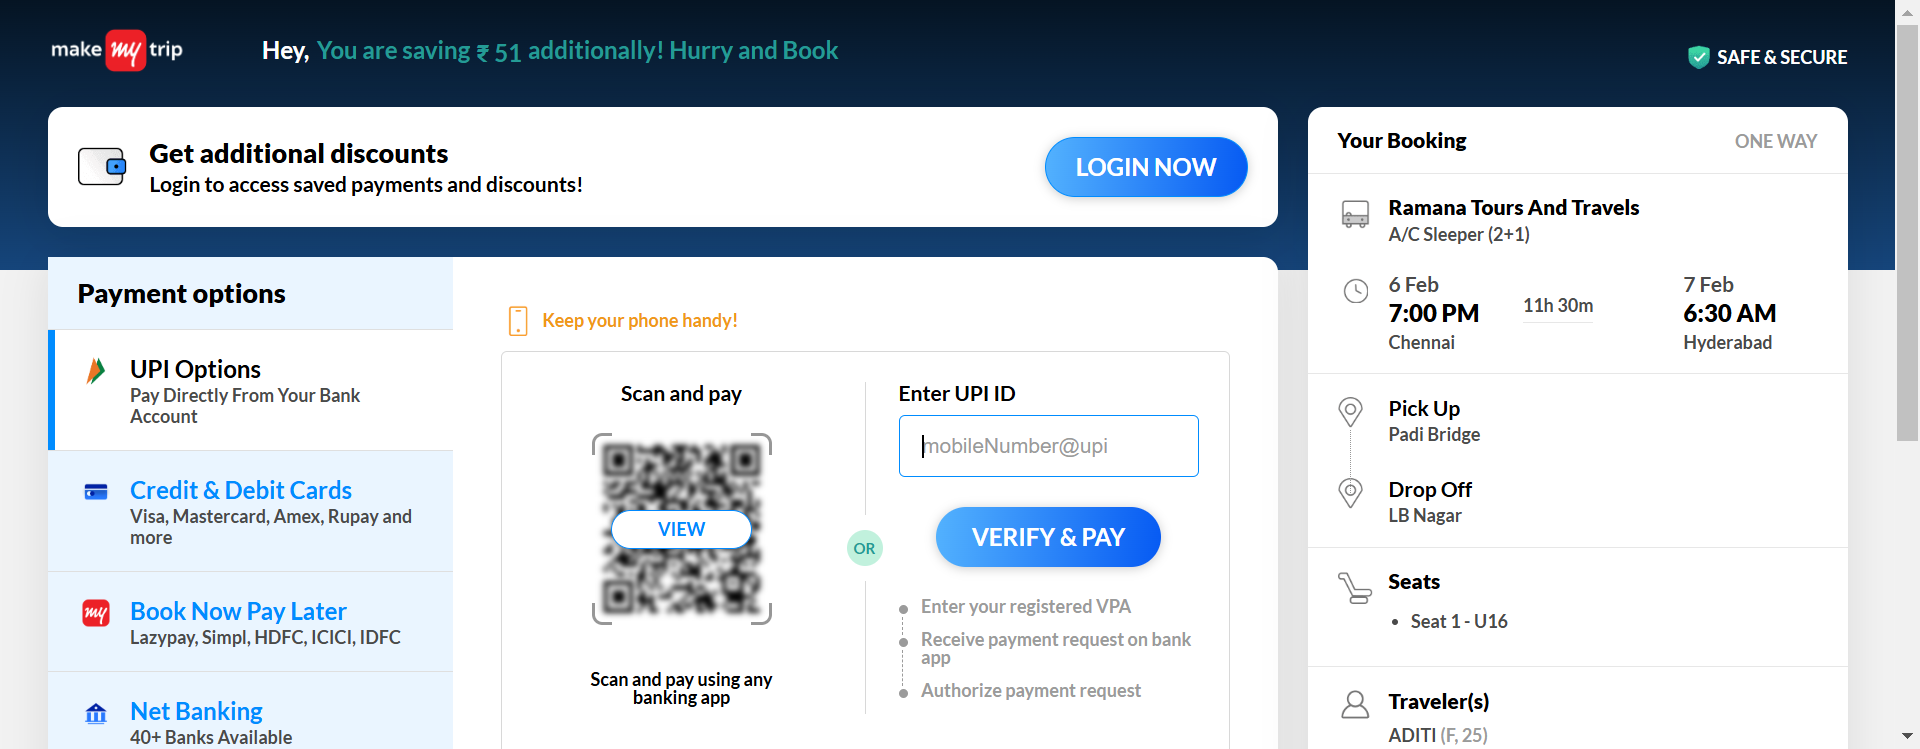 make my trip
Hey, You are saving ₹ 51 additionally! Hurry and Book
SAFE & SECURE
Get additional discounts
Login to access saved payments and discounts!
LOGIN NOW
Payment options
UPI Options
Pay Directly From Your Bank
Account
Credit & Debit Cards
Visa, Mastercard, Amex, Rupay and
more
my
Book Now Pay Later
Lazypay, Simpl, HDFC, ICICI, IDFC
Net Banking
40+ Banks Available
Keep your phone handy!
Scan and pay
VIEW
Scan and pay using any
banking app
OR
Enter UPI ID
mobileNumber@upi
VERIFY & PAY
Enter your registered VPA
Receive payment request on bank
app
Authorize payment request
Your Booking
ONE WAY
Ramana Tours And Travels
A/C Sleeper (2+1)
6 Feb
7:00 PM
Chennai
11h 30m
7 Feb
6:30 AM
Hyderabad
Pick Up
Padi Bridge
Drop Off
LB Nagar
Seats
• Seat 1 - U16
Traveler(s)
ADITI (F, 25)